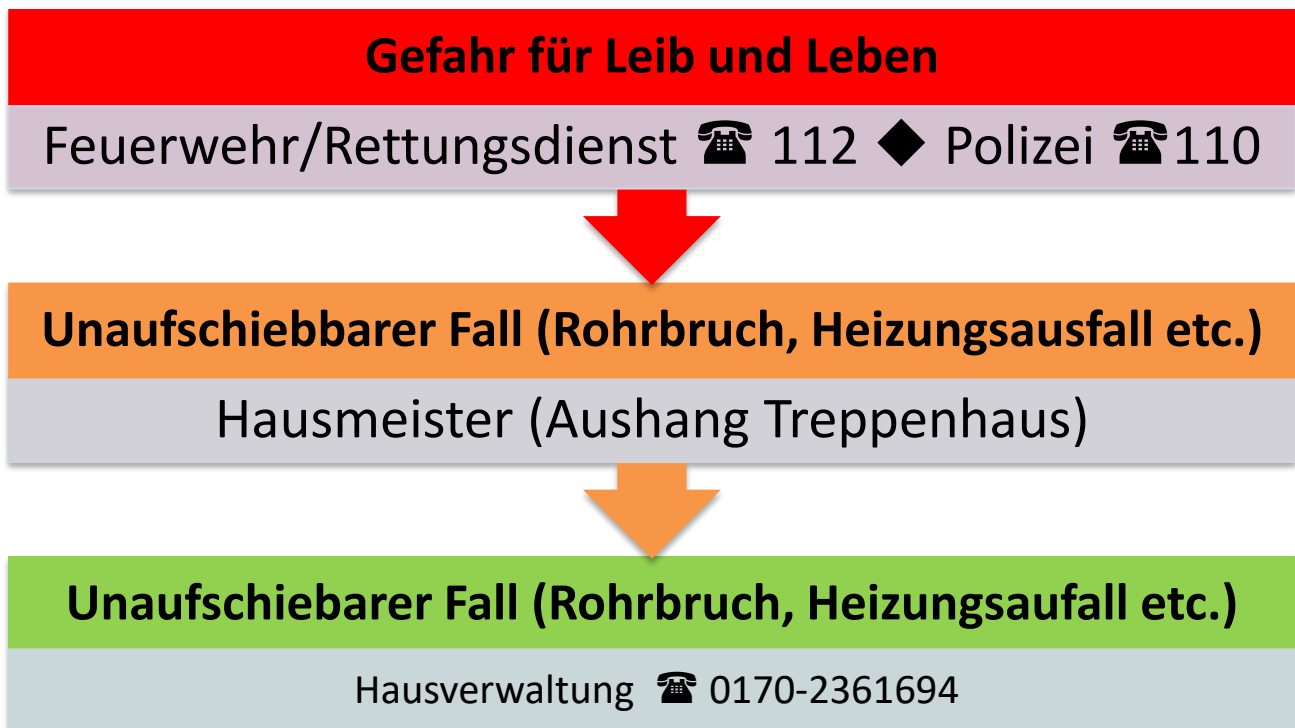 Gefahr für Leib und Leben
Feuerwehr/Rettungsdienst ☎ 112 ◆ Polizei ☎110
Unaufschiebbarer Fall (Rohrbruch, Heizungsausfall etc.)
Hausmeister (Aushang Treppenhaus)
Unaufschiebarer Fall (Rohrbruch, Heizungsaufall etc.)
Hausverwaltung ☎ 0170-2361694